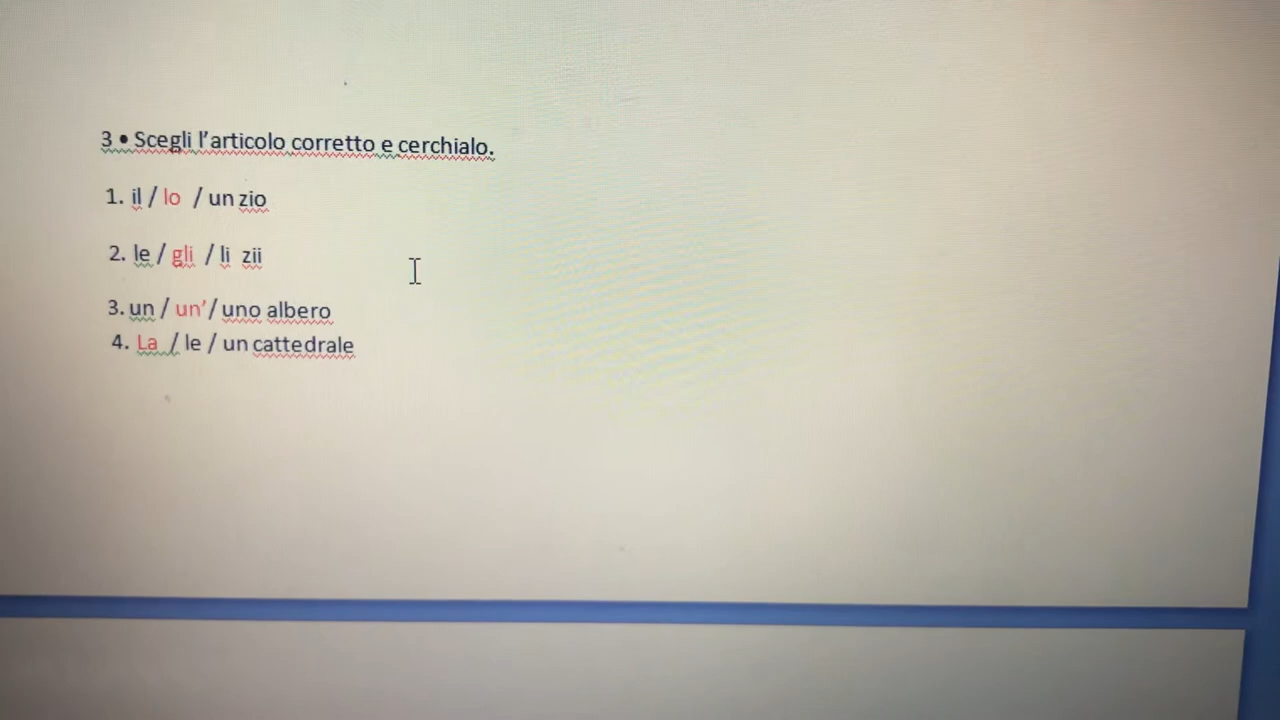 3 • Scegli l'articolo corretto e cerchialo.
1. il / lo / un zio
2. le / gli / li zii
3. un / un'/ uno albero
4. La / le / un cattedrale